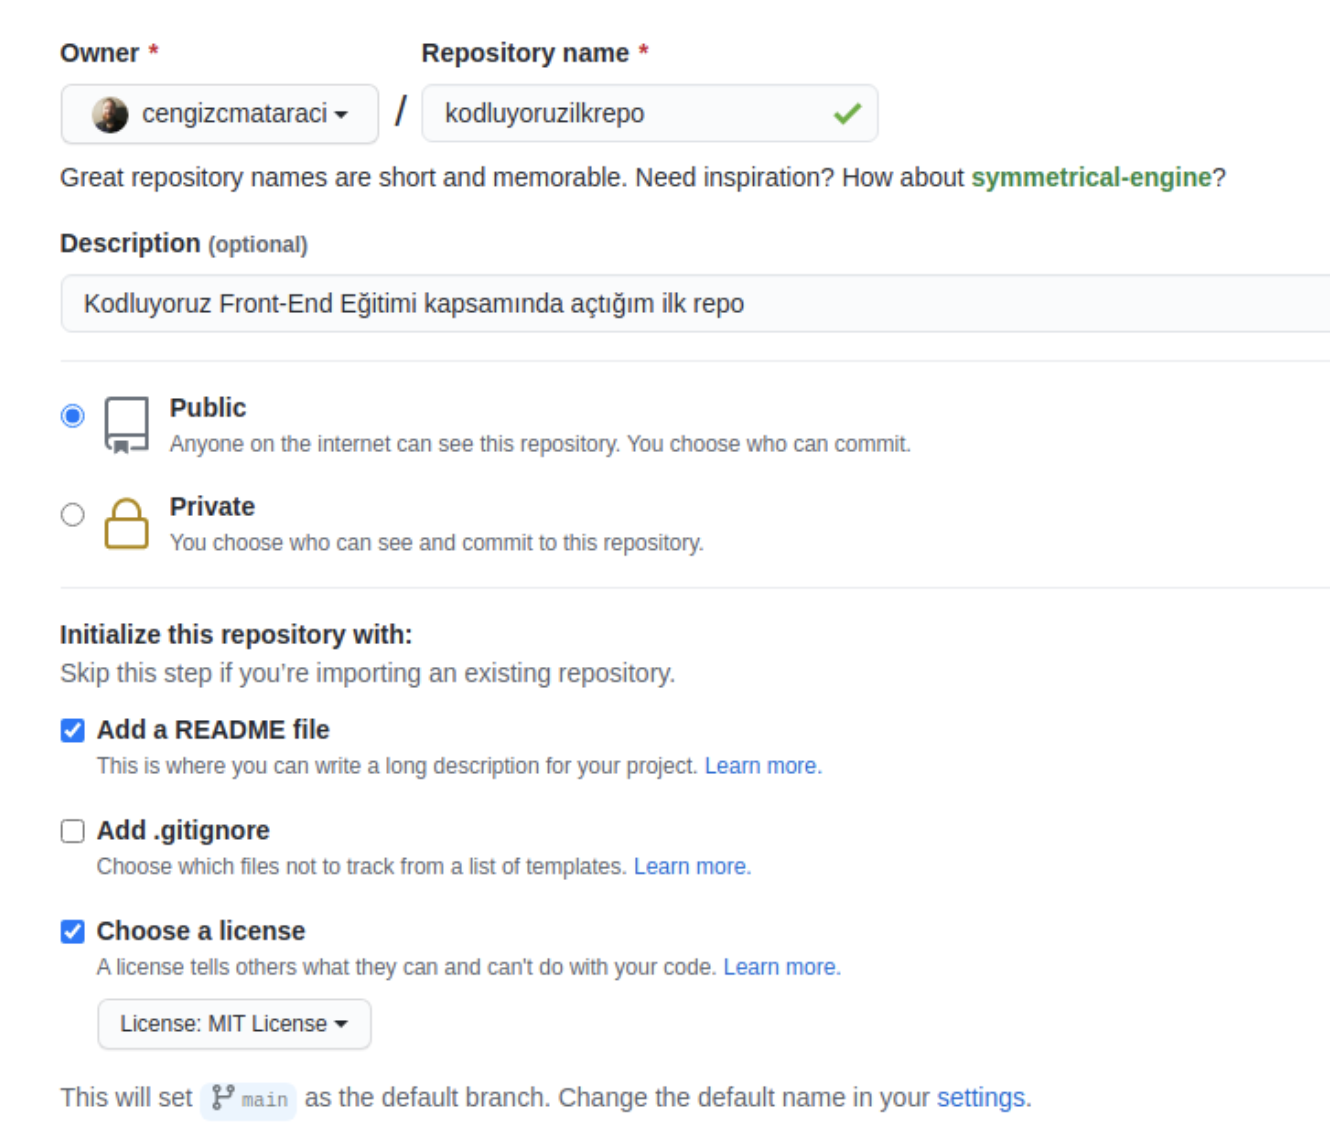 Owner * Repository name *
cengizcmataraci / kodluyoruzilkrepo
Great repository names are short and memorable. Need inspiration? How about symmetrical-engine?
Description (optional)
Kodluyoruz Front-End Eğitimi kapsamında açtığım ilk repo
Public
Anyone on the internet can see this repository. You choose who can commit.
Private
You choose who can see and commit to this repository.
Initialize this repository with:
Skip this step if you’re importing an existing repository.
Add a README file
This is where you can write a long description for your project. Learn more.
Add .gitignore
Choose which files not to track from a list of templates. Learn more.
Choose a license
A license tells others what they can and can't do with your code. Learn more.
License: MIT License
This will set main as the default branch. Change the default name in your settings.